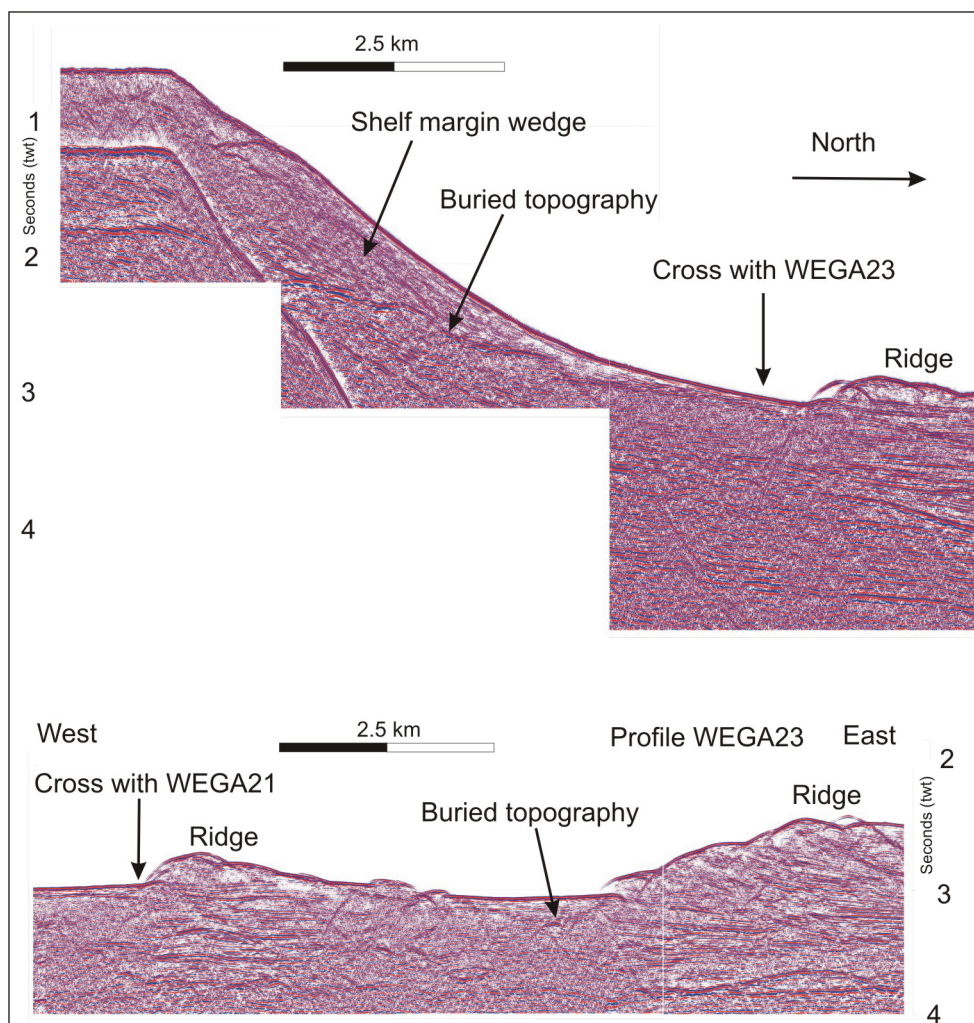 2.5 km
1
Shelf margin wedge
North
Seconds (twt)
Buried topography
2
Cross with WEGA23
Ridge
3
4
West
2.5 km
Profile WEGA23
East
2
Cross with WEGA21
Buried topography
Ridge
Ridge
Seconds (twt)
3
4